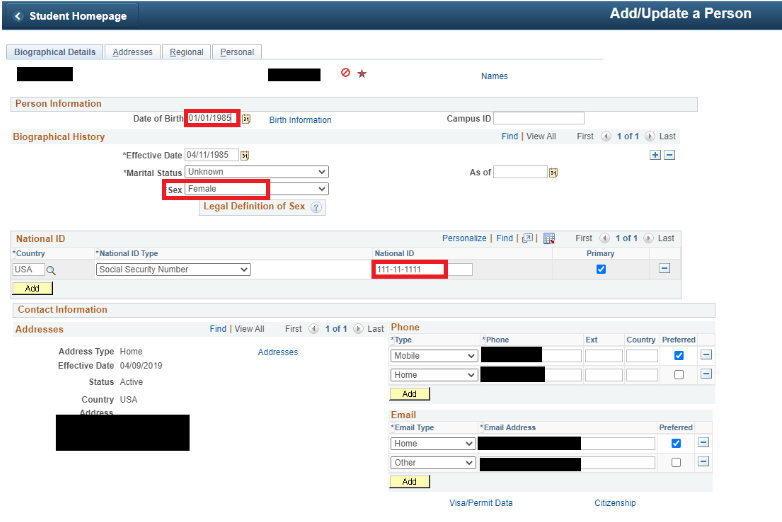 Student Homepage
Add/Update a Person
Biographical Details Addresses Regional Personal
Names
Person Information
Date of Birth 01/01/1985 31 Birth Information Campus ID
Biographical History Find | View All First 1 of 1 Last
*Effective Date 04/11/1985 31
*Marital Status Unknown As of 31
*Sex Female
Legal Definition of Sex ?
National ID Personalize | Find | First 1 of 1 Last
*Country *National ID Type National ID Primary
USA Social Security Number 111-11-1111
Add
Contact Information
Addresses Find | View All First 1 of 1 Last
Address Type Home Addresses
Effective Date 04/09/2019
Status Active
Country USA
Address
Phone
*Type *Phone Ext Country Preferred
Mobile
Home
Add
Email
*Email Type *Email Address Preferred
Home
Other
Add
Visa/Permit Data Citizenship